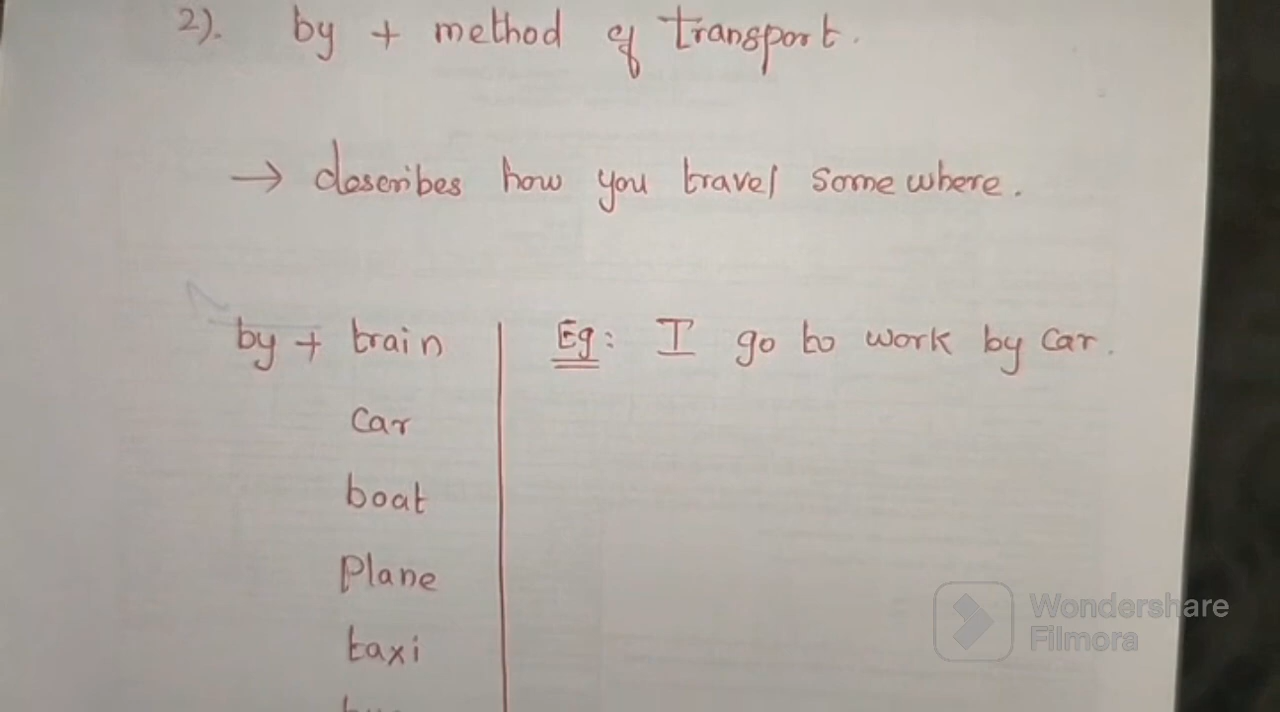 2). by + method of transport.
→ describes how you travel somewhere.
by + train
car
boat
Plane
taxi
Eg: I go to work by car.
Wondershare
Filmora